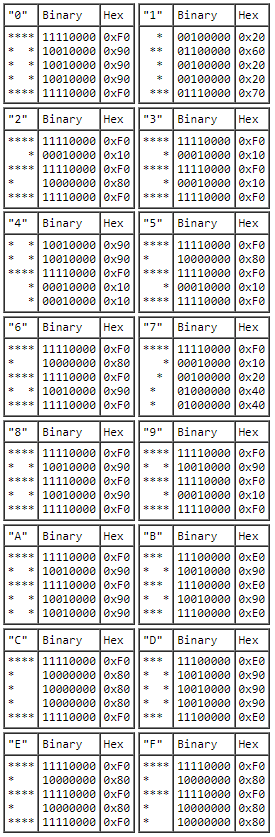 "0" Binary Hex "1" Binary Hex
**** 11110000 0xF0   * 00100000 0x20
*  * 10010000 0x90  ** 01100000 0x60
*  * 10010000 0x90   * 00100000 0x20
*  * 10010000 0x90   * 00100000 0x20
**** 11110000 0xF0  *** 01110000 0x70
"2" Binary Hex "3" Binary Hex
**** 11110000 0xF0 **** 11110000 0xF0
   * 00010000 0x10    * 00010000 0x10
**** 11110000 0xF0 **** 11110000 0xF0
*    10000000 0x80    * 00010000 0x10
**** 11110000 0xF0 **** 11110000 0xF0
"4" Binary Hex "5" Binary Hex
*  * 10010000 0x90 **** 11110000 0xF0
*  * 10010000 0x90 *    10000000 0x80
**** 11110000 0xF0 **** 11110000 0xF0
   * 00010000 0x10    * 00010000 0x10
   * 00010000 0x10 **** 11110000 0xF0
"6" Binary Hex "7" Binary Hex
**** 11110000 0xF0 **** 11110000 0xF0
*    10000000 0x80    * 00010000 0x10
**** 11110000 0xF0   *  00100000 0x20
*  * 10010000 0x90  *   01000000 0x40
**** 11110000 0xF0  *   01000000 0x40
"8" Binary Hex "9" Binary Hex
**** 11110000 0xF0 **** 11110000 0xF0
*  * 10010000 0x90 *  * 10010000 0x90
**** 11110000 0xF0 **** 11110000 0xF0
*  * 10010000 0x90    * 00010000 0x10
**** 11110000 0xF0 **** 11110000 0xF0
"A" Binary Hex "B" Binary Hex
**** 11110000 0xF0 ***  11100000 0xE0
*  * 10010000 0x90 *  * 10010000 0x90
**** 11110000 0xF0 ***  11100000 0xE0
*  * 10010000 0x90 *  * 10010000 0x90
*  * 10010000 0x90 ***  11100000 0xE0
"C" Binary Hex "D" Binary Hex
**** 11110000 0xF0 ***  11100000 0xE0
*    10000000 0x80 *  * 10010000 0x90
*    10000000 0x80 *  * 10010000 0x90
*    10000000 0x80 *  * 10010000 0x90
**** 11110000 0xF0 ***  11100000 0xE0
"E" Binary Hex "F" Binary Hex
**** 11110000 0xF0 **** 11110000 0xF0
*    10000000 0x80 *    10000000 0x80
**** 11110000 0xF0 **** 11110000 0xF0
*    10000000 0x80 *    10000000 0x80
**** 11110000 0xF0 *    10000000 0x80